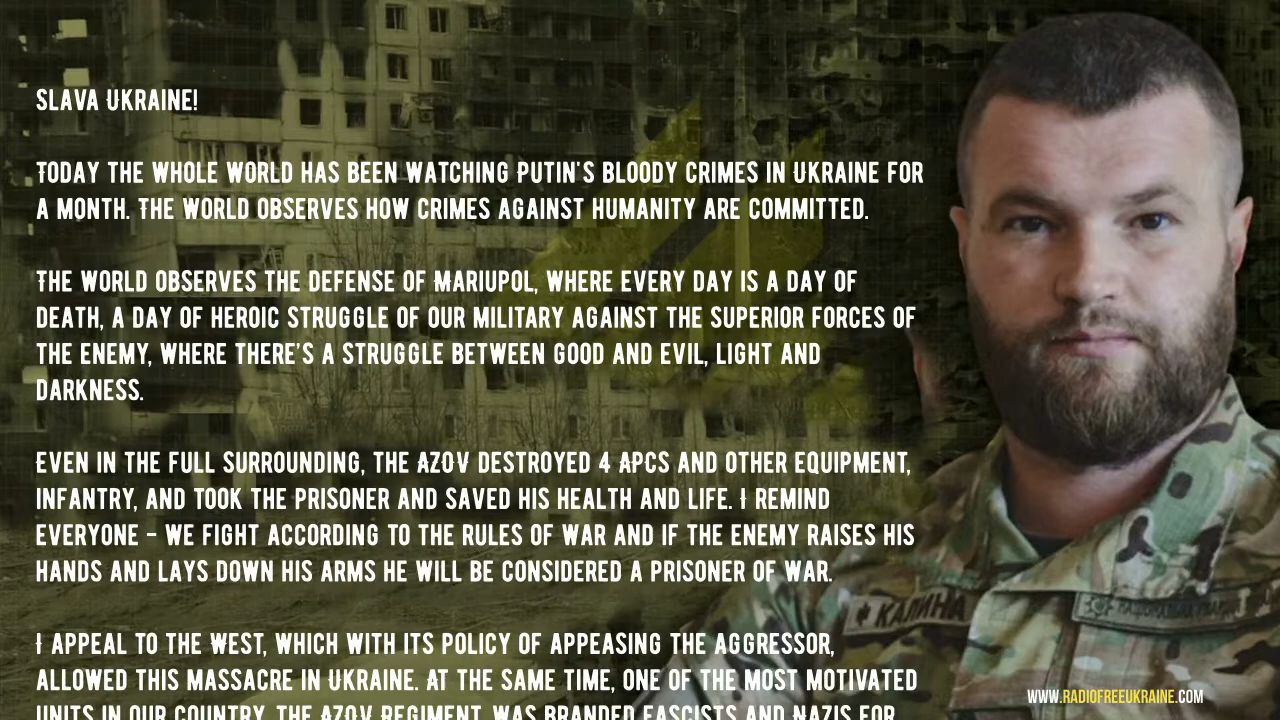 SLAVA UKRAINE!
TODAY THE WHOLE WORLD HAS BEEN WATCHING PUTIN'S BLOODY CRIMES IN UKRAINE FOR
A MONTH. THE WORLD OBSERVES HOW CRIMES AGAINST HUMANITY ARE COMMITTED.
THE WORLD OBSERVES THE DEFENSE OF MARIUPOL, WHERE EVERY DAY IS A DAY OF
DEATH, A DAY OF HEROIC STRUGGLE OF OUR MILITARY AGAINST THE SUPERIOR FORCES OF
THE ENEMY, WHERE THERE'S A STRUGGLE BETWEEN GOOD AND EVIL, LIGHT AND
DARKNESS.
EVEN IN THE FULL SURROUNDING, THE AZOV DESTROYED 4 APCS AND OTHER EQUIPMENT,
INFANTRY, AND TOOK THE PRISONER AND SAVED HIS HEALTH AND LIFE. I REMIND
EVERYONE - WE FIGHT ACCORDING TO THE RULES OF WAR AND IF THE ENEMY RAISES HIS
HANDS AND LAYS DOWN HIS ARMS HE WILL BE CONSIDERED A PRISONER OF WAR.
I APPEAL TO THE WEST, WHICH WITH ITS POLICY OF APPEASING THE AGGRESSOR,
ALLOWED THIS MASSACRE IN UKRAINE. AT THE SAME TIME, ONE OF THE MOST MOTIVATED
UNITS IN OUR COUNTRY, THE AZOV REGIMENT, WAS BRANDED FASCISTS AND NAZIS FOR
КАЛИНА
WWW.RADIOFREEUKRAINE.COM